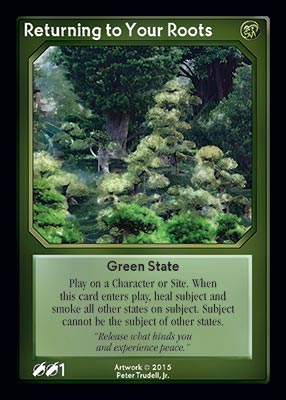 Returning to Your Roots
Green State
Play on a Character or Site. When
this card enters play, heal subject and
smoke all other states on subject. Subject
cannot be the subject of other states.
"Release what binds you
and experience peace."
1
Artwork © 2015
Peter Trudell, Jr.